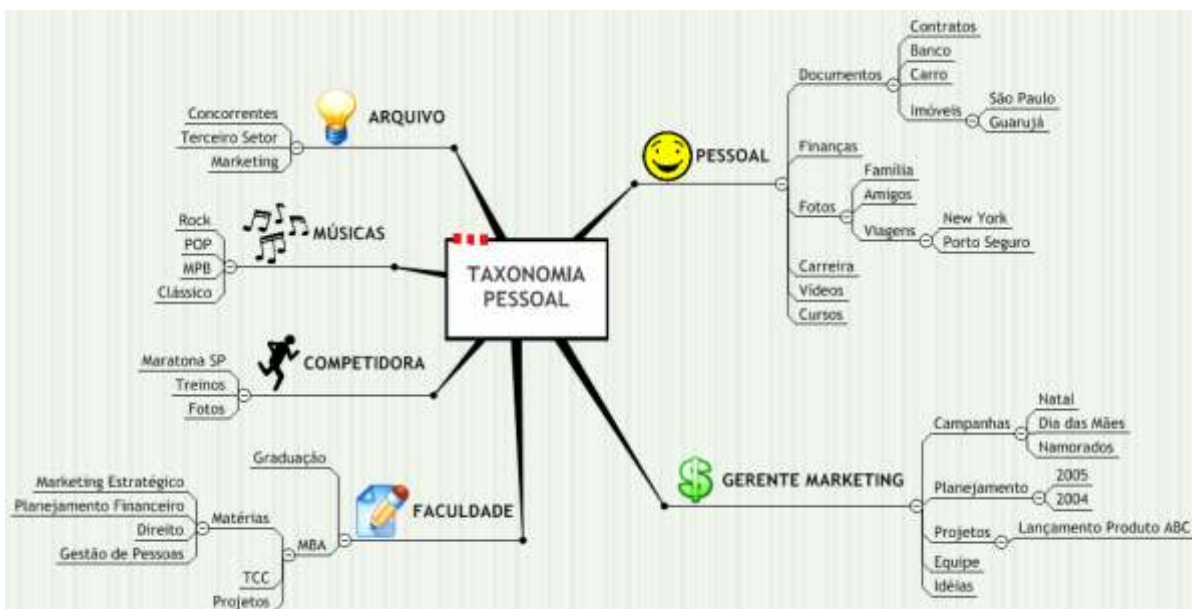 TAXONOMIA
PESSOAL
ARQUIVO
Concorrentes
Terceiro Setor
Marketing
MÚSICAS
Rock
POP
MPB
Clássico
COMPETIDORA
Maratona SP
Treinos
Fotos
FACULDADE
Graduação
MBA
Matérias
Marketing Estratégico
Planejamento Financeiro
Direito
Gestão de Pessoas
TCC
Projetos
PESSOAL
Documentos
Contratos
Banco
Carro
Imóveis
São Paulo
Guarujá
Finanças
Fotos
Família
Amigos
Viagens
New York
Porto Seguro
Carreira
Vídeos
Cursos
GERENTE MARKETING
Campanhas
Natal
Dia das Mães
Namorados
Planejamento
2005
2004
Projetos
Lançamento Produto ABC
Equipe
Idéias